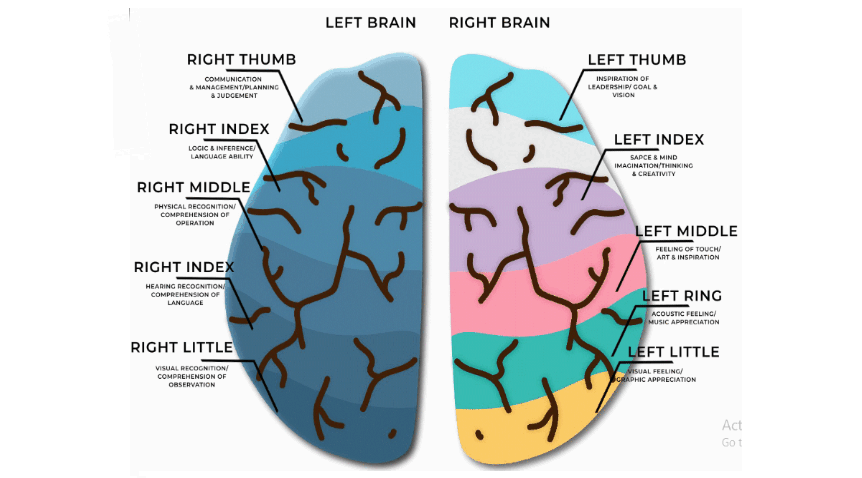 LEFT BRAIN
RIGHT BRAIN
RIGHT THUMB
COMMUNICATION
& MANAGEMENT/PLANNING
& JUDGEMENT
RIGHT INDEX
LOGIC & INFERENCE/
LANGUAGE ABILITY
RIGHT MIDDLE
PHYSICAL RECOGNITION/
COMPREHENSION OF
OPERATION
RIGHT INDEX
HEARING RECOGNITION/
COMPREHENSION OF
LANGUAGE
RIGHT LITTLE
VISUAL RECOGNITION/
COMPREHENSION OF
OBSERVATION
LEFT THUMB
INSPIRATION OF
LEADERSHIP/ GOAL &
VISION
LEFT INDEX
SAPCE & MIND
IMAGINATION/THINKING
& CREATIVITY
LEFT MIDDLE
FEELING OF TOUCH/
ART & INSPIRATION
LEFT RING
ACOUSTIC FEELING/
MUSIC APPRECIATION
LEFT LITTLE
VISUAL FEELING/
GRAPHIC APPRECIATION
Act
Go t